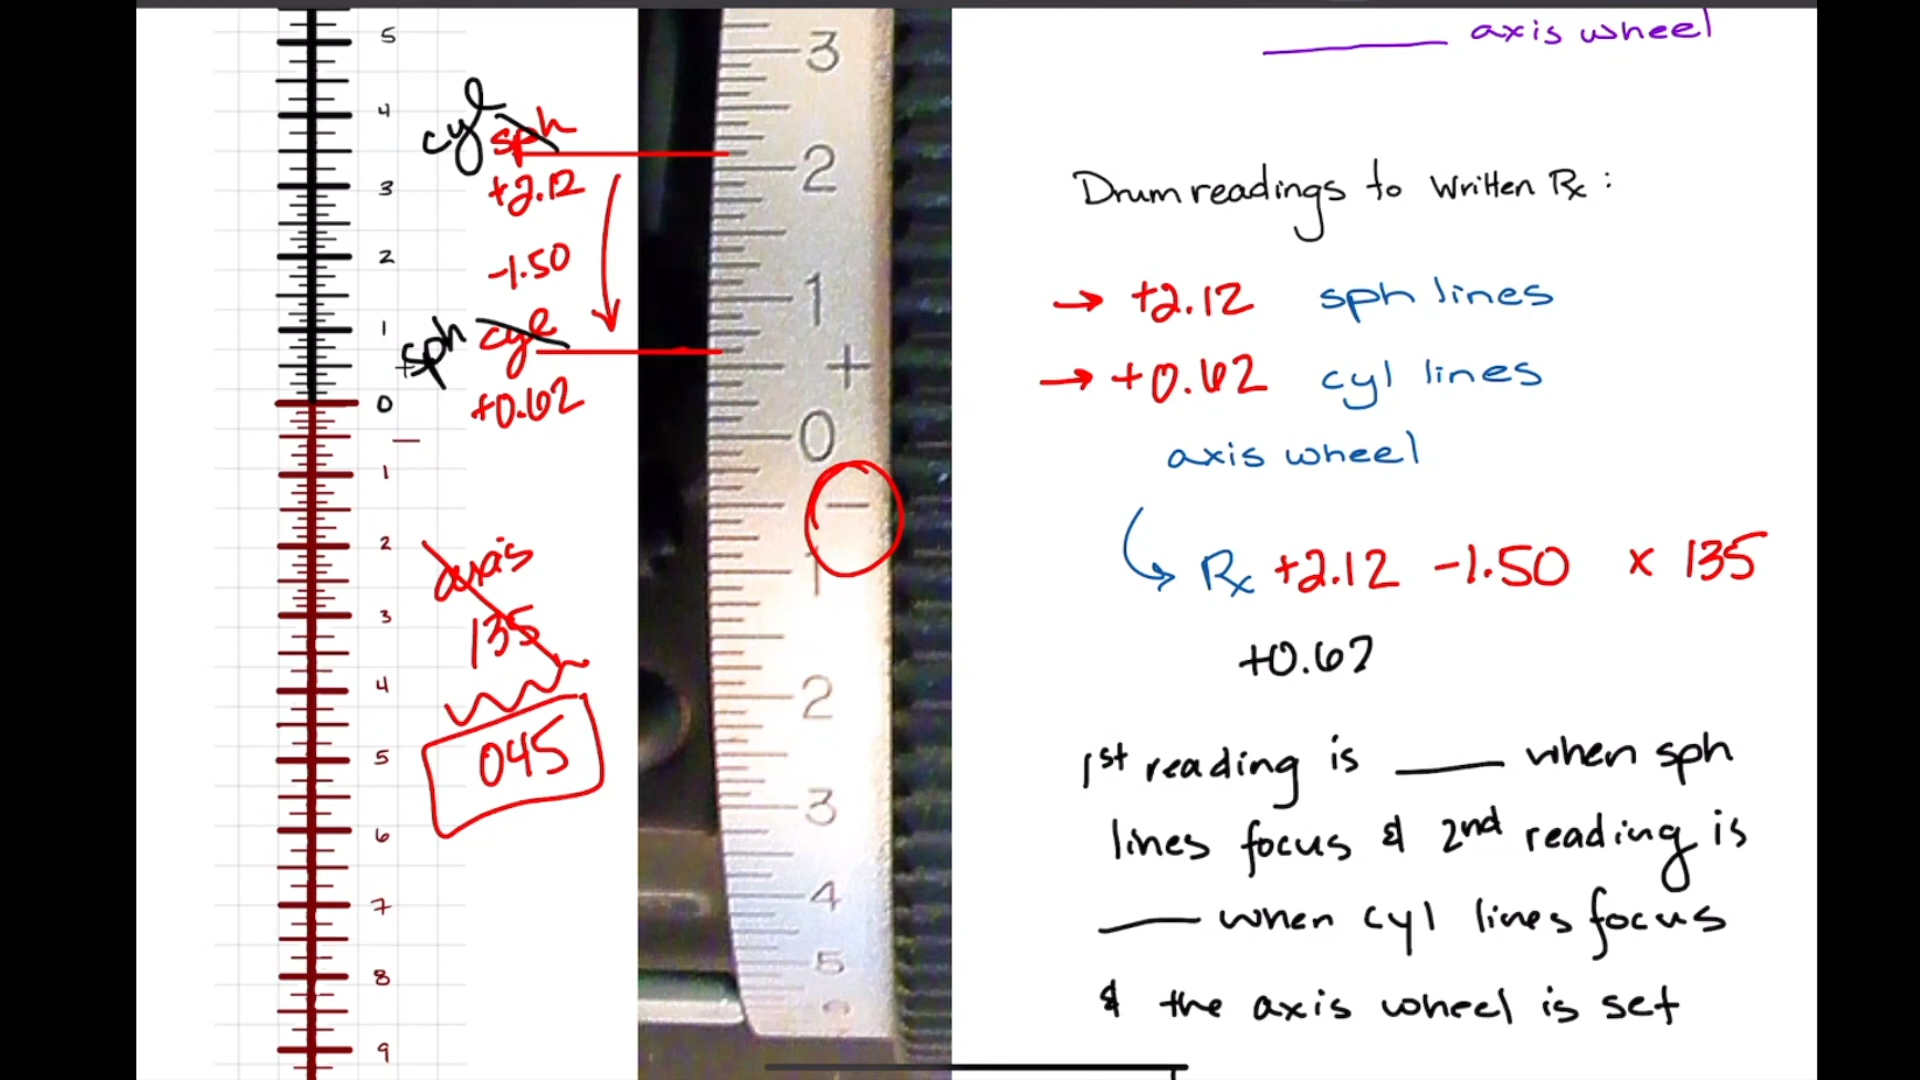 5
4
3
2
1
+
0
—
1
2
3
4
5
6
7
8
9
cyl
sph
+2.12
-1.50
sph cyl
+0.62
axis
135
045
3
2
1
+
0
—
1
2
3
4
5
axis wheel
Drum readings to written Rx :
→ +2.12 sph lines
→ +0.62 cyl lines
axis wheel
Rx +2.12 -1.50 x 135
+0.62
1st reading is ____ when sph
lines focus & 2nd reading is
____ when cyl lines focus
& the axis wheel is set